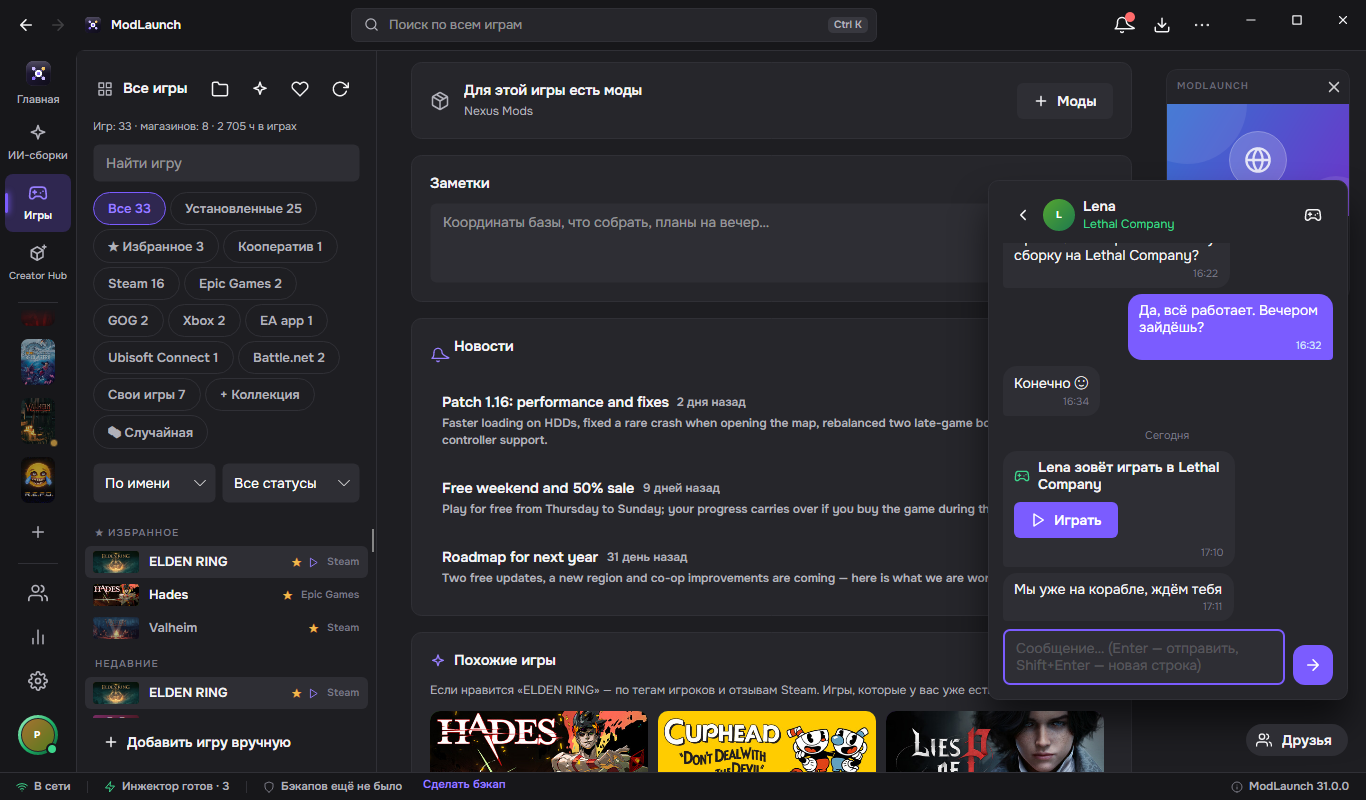 ModLaunch
Поиск по всем играм
Ctrl K
Главная
ИИ-сборки
Игры
Creator Hub
P
Все игры
Игр: 33 · магазинов: 8 · 2 705 ч в играх
Найти игру
Все 33
Установленные 25
★ Избранное 3
Кооператив 1
Steam 16
Epic Games 2
GOG 2
Xbox 2
EA app 1
Ubisoft Connect 1
Battle.net 2
Свои игры 7
+ Коллекция
Случайная
По имени
Все статусы
★ ИЗБРАННОЕ
ELDEN RING
Steam
Hades
Epic Games
Valheim
Steam
НЕДАВНИЕ
ELDEN RING
Steam
+ Добавить игру вручную
Для этой игры есть моды
Nexus Mods
+ Моды
Заметки
Координаты базы, что собрать, планы на вечер...
Новости
Patch 1.16: performance and fixes 2 дня назад
Faster loading on HDDs, fixed a rare crash when opening the map, rebalanced two late-game
controller support.
Free weekend and 50% sale 9 дней назад
Play for free from Thursday to Sunday; your progress carries over if you buy the game during
Roadmap for next year 31 день назад
Two free updates, a new region and co-op improvements are coming — here is what we are
Похожие игры
Если нравится «ELDEN RING» — по тегам игроков и отзывам Steam. Игры, которые у вас уже
HADES
CUPHEAD
"DON'T DEAL WITH
THE DEVIL"
LIES
OF P
MODLAUNCH
L
Lena
Lethal Company
сборку на Lethal Company?
16:22
Да, всё работает. Вечером
зайдёшь?
16:32
Конечно 🙂
16:34
Сегодня
Lena зовёт играть в Lethal
Company
Играть
17:10
Мы уже на корабле, ждём тебя
17:11
Сообщение... (Enter — отправить,
Shift+Enter — новая строка)
Друзья
В сети
Инжектор готов · 3
Бэкапов ещё не было
Сделать бэкап
ModLaunch 31.0.0